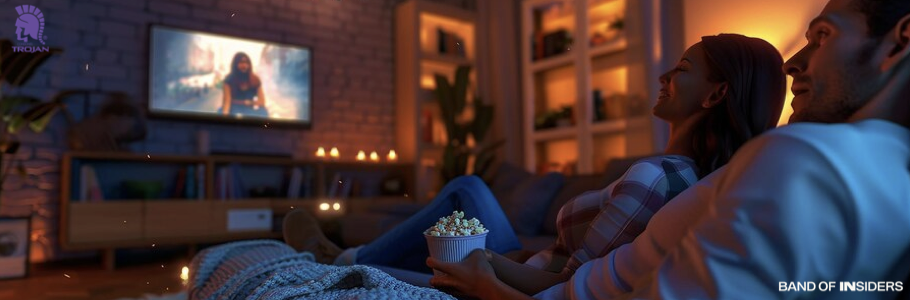 TROJAN
BAND OF INSIDERS